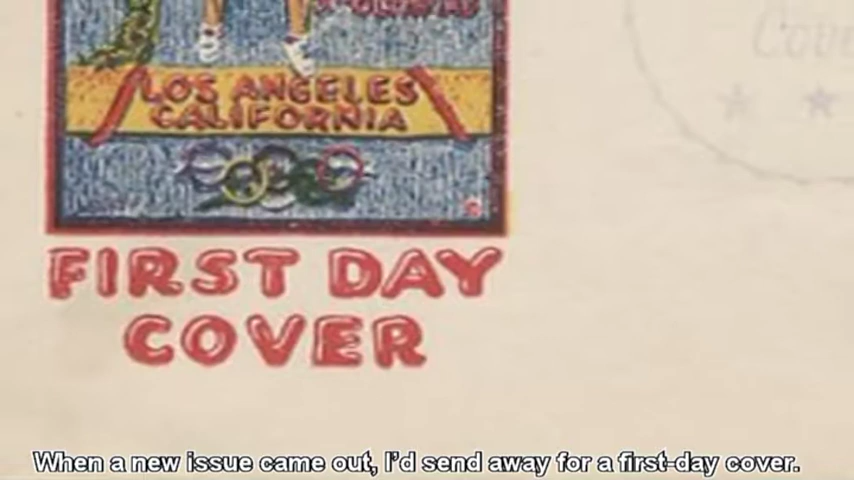 LOS ANGELES
CALIFORNIA
FIRST DAY
COVER
When a new issue came out, I'd send away for a first-day cover.